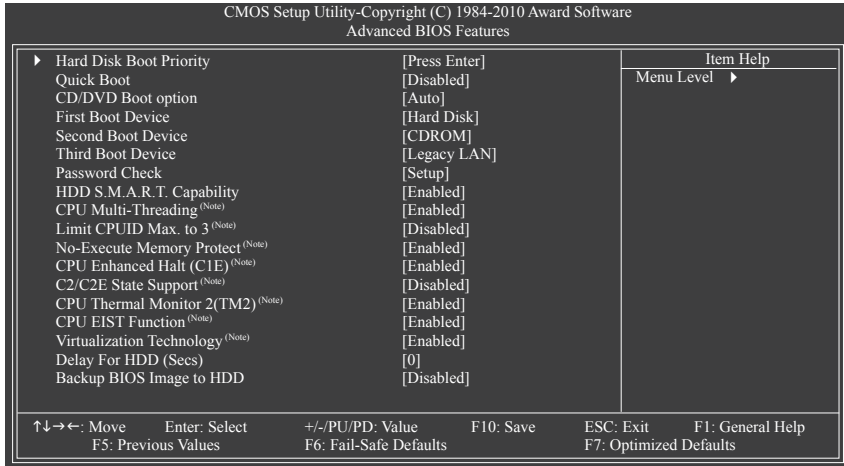 CMOS Setup Utility-Copyright (C) 1984-2010 Award Software
Advanced BIOS Features
Hard Disk Boot Priority [Press Enter]
Quick Boot [Disabled]
CD/DVD Boot option [Auto]
First Boot Device [Hard Disk]
Second Boot Device [CDROM]
Third Boot Device [Legacy LAN]
Password Check [Setup]
HDD S.M.A.R.T. Capability [Enabled]
CPU Multi-Threading (Note) [Enabled]
Limit CPUID Max. to 3 (Note) [Disabled]
No-Execute Memory Protect (Note) [Enabled]
CPU Enhanced Halt (C1E) (Note) [Enabled]
C2/C2E State Support (Note) [Disabled]
CPU Thermal Monitor 2(TM2) (Note) [Enabled]
CPU EIST Function (Note) [Enabled]
Virtualization Technology (Note) [Enabled]
Delay For HDD (Secs) [0]
Backup BIOS Image to HDD [Disabled]
Item Help
Menu Level
↑↓→←: Move Enter: Select +/-/PU/PD: Value F10: Save ESC: Exit F1: General Help
F5: Previous Values F6: Fail-Safe Defaults F7: Optimized Defaults